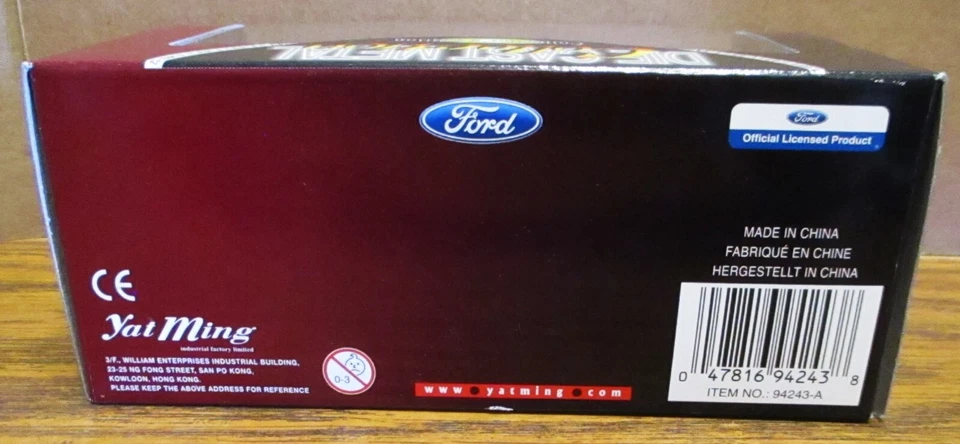 DIE-CAST METAL
Ford
Ford
Official Licensed Product
MADE IN CHINA
FABRIQUÉ EN CHINE
HERGESTELLT IN CHINA
CE
Yat Ming
industrial factory limited
3/F., WILLIAM ENTERPRISES INDUSTRIAL BUILDING,
23-25 NG FONG STREET, SAN PO KONG,
KOWLOON, HONG KONG.
PLEASE KEEP THE ABOVE ADDRESS FOR REFERENCE
0-3
www.yatming.com
0 47816 94243 8
ITEM NO.: 94243-A